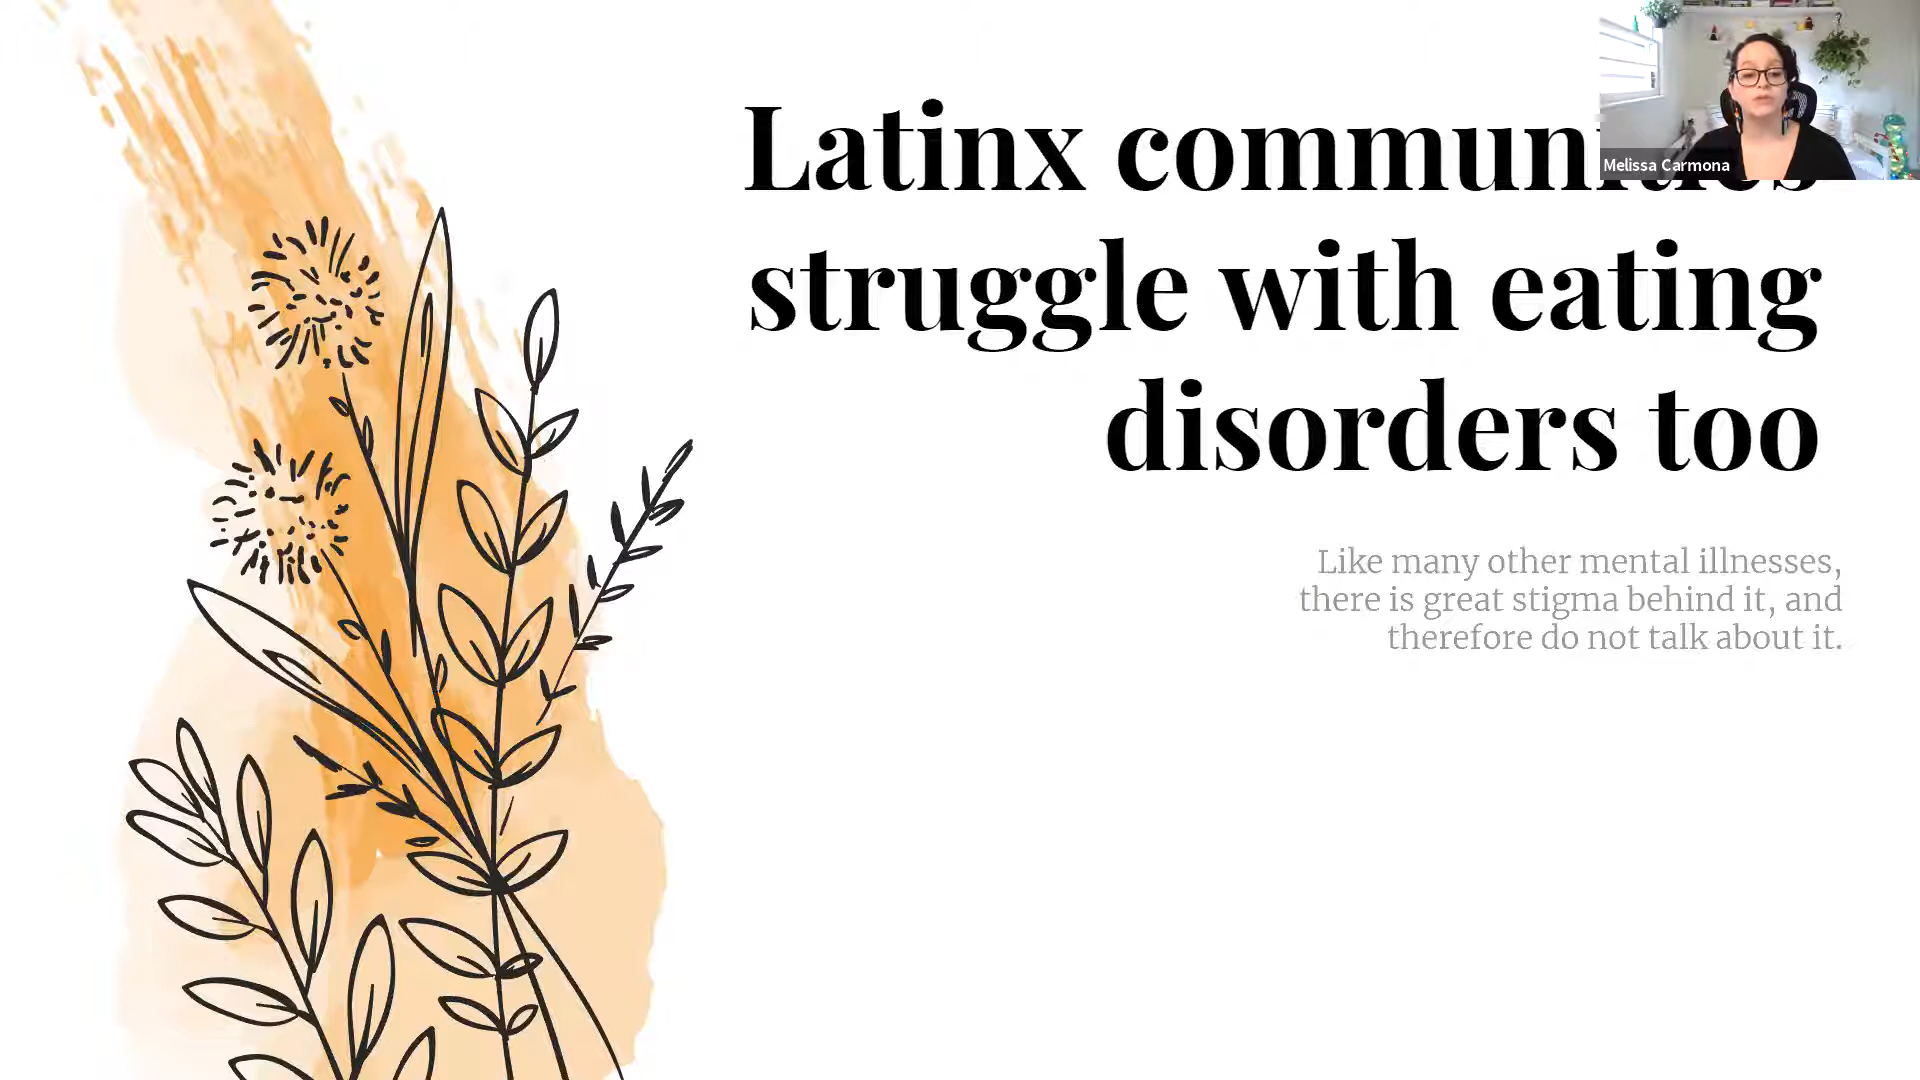 Latinx communities
struggle with eating
disorders too
Like many other mental illnesses,
there is great stigma behind it, and
therefore do not talk about it.
Melissa Carmona